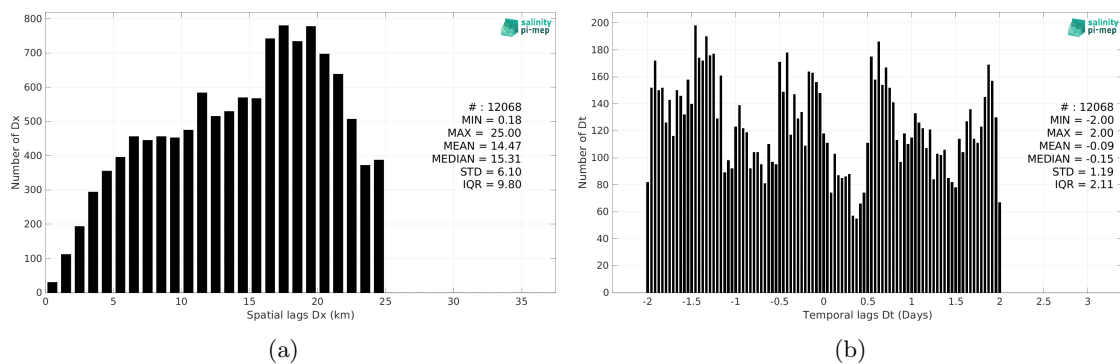 800
700
600
500
400
300
200
100
0
Number of Dx
0 5 10 15 20 25 30 35
Spatial lags Dx (km)
salinity
pi-mep
# : 12068
MIN = 0.18
MAX = 25.00
MEAN = 14.47
MEDIAN = 15.31
STD = 6.10
IQR = 9.80
(a)
200
180
160
140
120
100
80
60
40
20
0
Number of Dt
-2 -1.5 -1 -0.5 0 0.5 1 1.5 2 2.5 3
Temporal lags Dt (Days)
salinity
pi-mep
# : 12068
MIN = -2.00
MAX = 2.00
MEAN = -0.09
MEDIAN = -0.15
STD = 1.19
IQR = 2.11
(b)